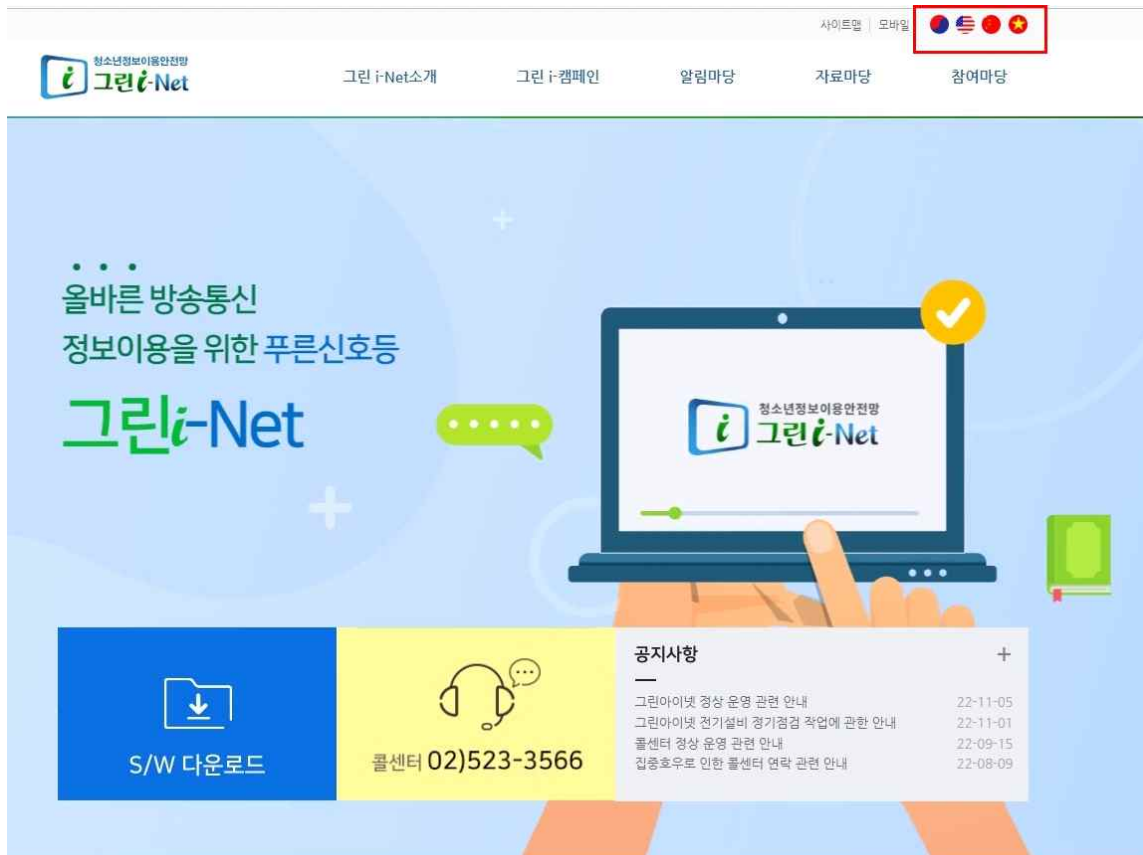 사이트맵 | 모바일
청소년정보이용안전망
그린 i-Net
그린 i-Net소개
그린 i-캠페인
알림마당
자료마당
참여마당
올바른 방송통신
정보이용을 위한 푸른신호등
그린i-Net
청소년정보이용안전망
그린 i-Net
S/W 다운로드
콜센터 02)523-3566
공지사항 +
그린아이넷 정상 운영 관련 안내 22-11-05
그린아이넷 전기설비 정기점검 작업에 관한 안내 22-11-01
콜센터 정상 운영 관련 안내 22-09-15
집중호우로 인한 콜센터 연락 관련 안내 22-08-09